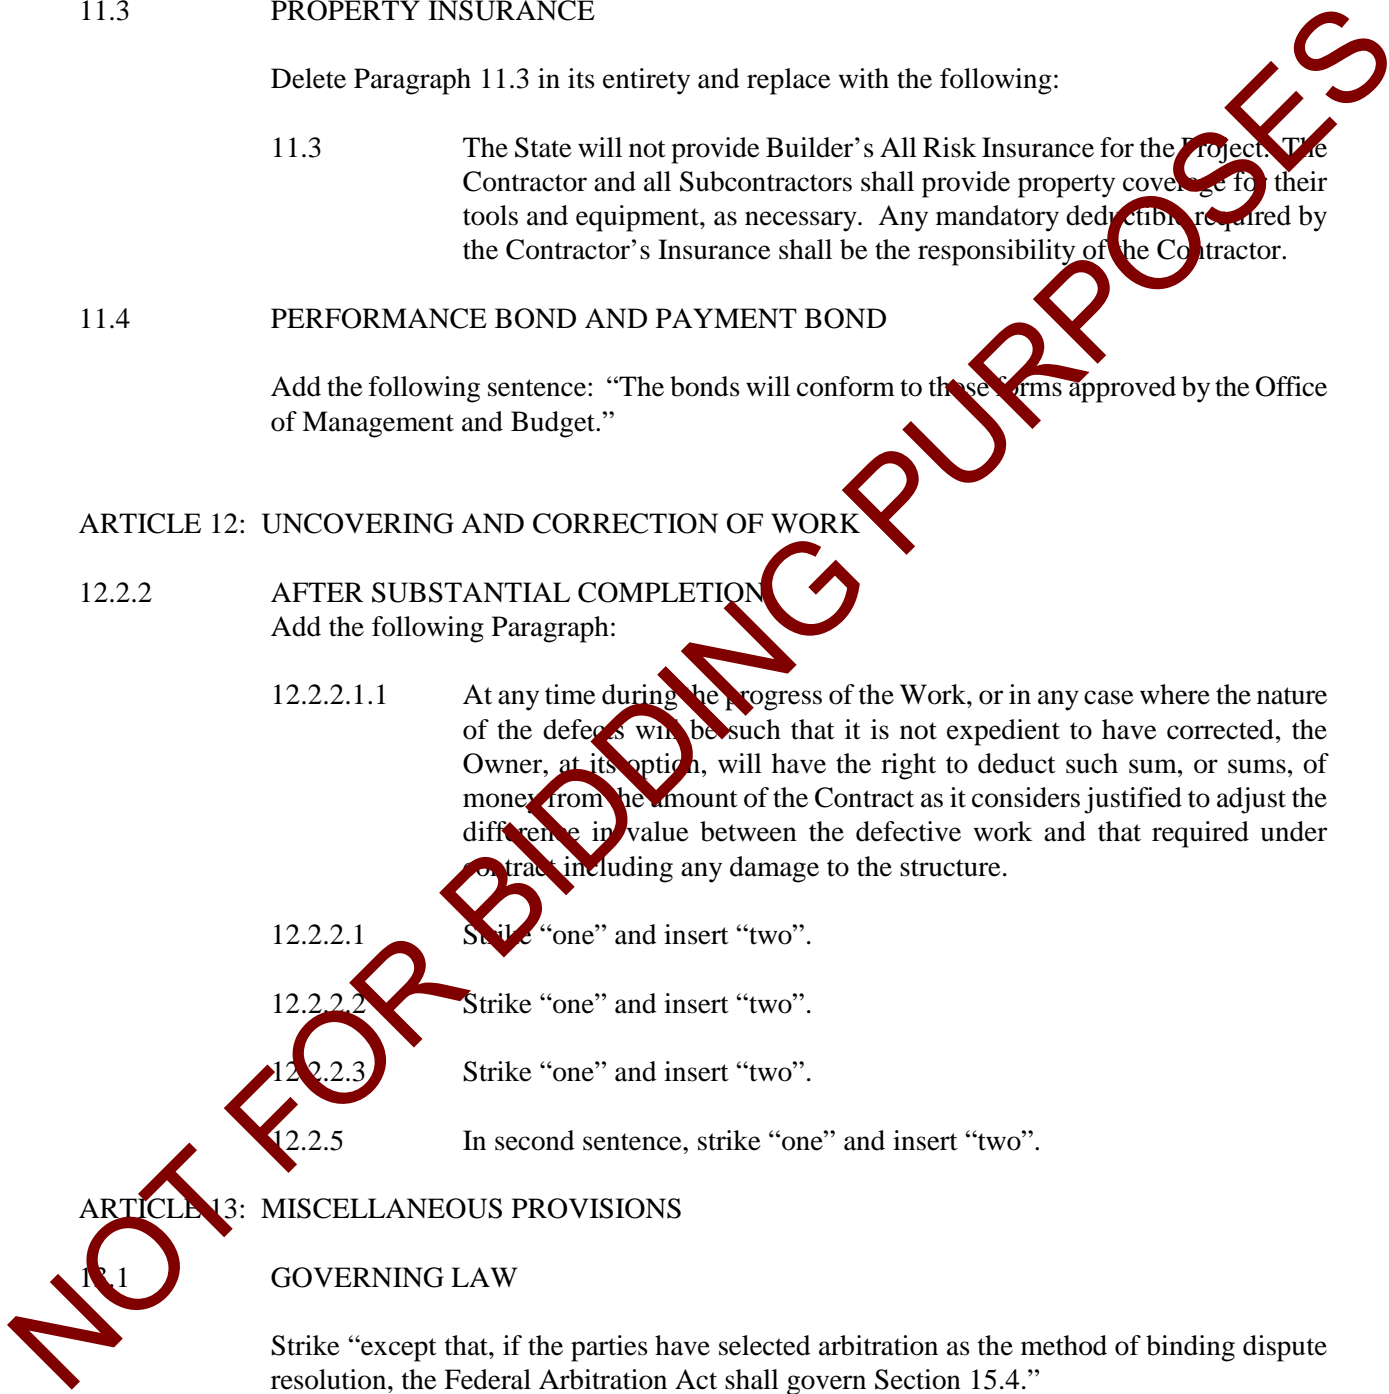 11.3 PROPERTY INSURANCE
Delete Paragraph 11.3 in its entirety and replace with the following:
11.3 The State will not provide Builder’s All Risk Insurance for the Project. The
Contractor and all Subcontractors shall provide property coverage for their
tools and equipment, as necessary. Any mandatory deductible required by
the Contractor’s Insurance shall be the responsibility of the Contractor.
11.4 PERFORMANCE BOND AND PAYMENT BOND
Add the following sentence: “The bonds will conform to those forms approved by the Office
of Management and Budget.”
ARTICLE 12: UNCOVERING AND CORRECTION OF WORK
12.2.2 AFTER SUBSTANTIAL COMPLETION
Add the following Paragraph:
12.2.2.1.1 At any time during the progress of the Work, or in any case where the nature
of the defects will be such that it is not expedient to have corrected, the
Owner, at its option, will have the right to deduct such sum, or sums, of
money from the amount of the Contract as it considers justified to adjust the
difference in value between the defective work and that required under
contract including any damage to the structure.
12.2.2.1 Strike “one” and insert “two”.
12.2.2.2 Strike “one” and insert “two”.
12.2.2.3 Strike “one” and insert “two”.
12.2.5 In second sentence, strike “one” and insert “two”.
ARTICLE 13: MISCELLANEOUS PROVISIONS
13.1 GOVERNING LAW
Strike “except that, if the parties have selected arbitration as the method of binding dispute
resolution, the Federal Arbitration Act shall govern Section 15.4.”
NOT FOR BIDDING PURPOSES